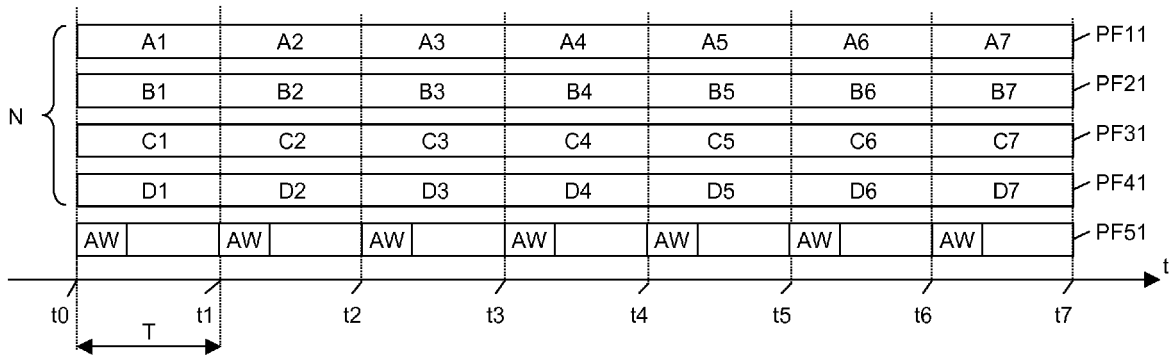 A1 A2 A3 A4 A5 A6 A7 PF11
B1 B2 B3 B4 B5 B6 B7 PF21
N
C1 C2 C3 C4 C5 C6 C7 PF31
D1 D2 D3 D4 D5 D6 D7 PF41
AW AW AW AW AW AW AW PF51
t
t0 t1 t2 t3 t4 t5 t6 t7
T